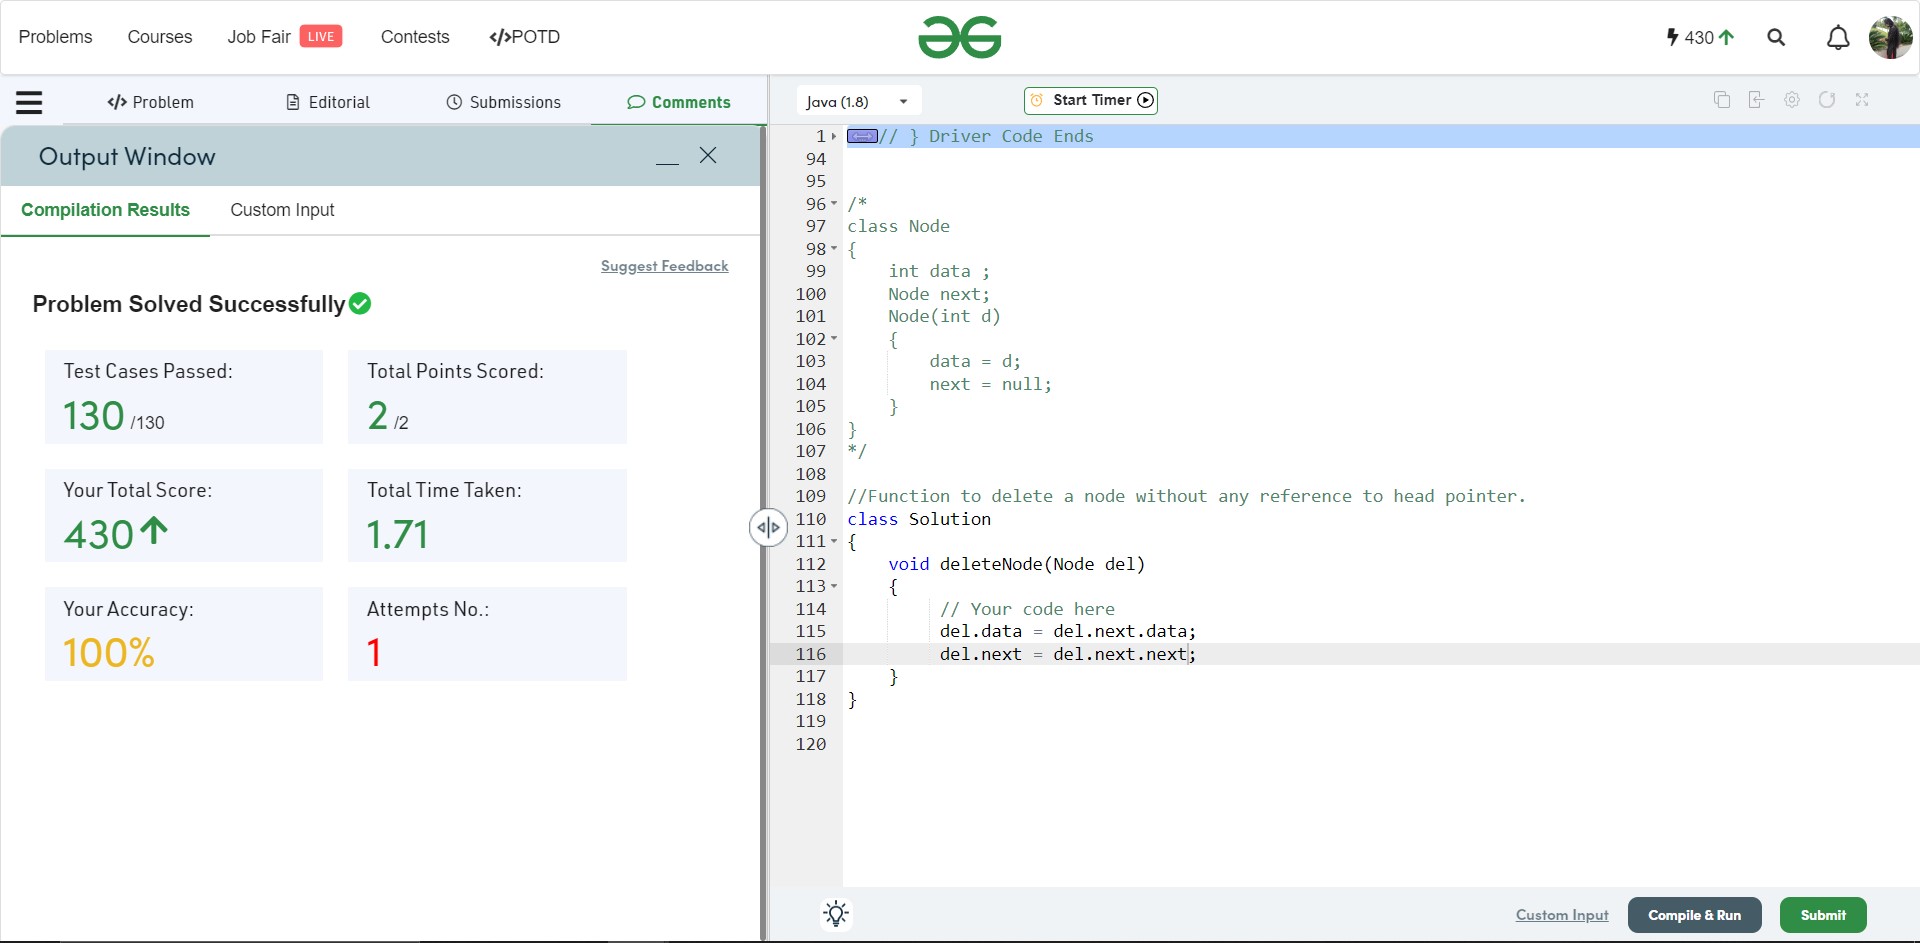 Problems Courses Job Fair LIVE Contests </>POTD
430
</> Problem Editorial Submissions Comments
Output Window
Compilation Results Custom Input
Suggest Feedback
Problem Solved Successfully
Test Cases Passed: Total Points Scored:
130 /130 2 /2
Your Total Score: Total Time Taken:
430 1.71
Your Accuracy: Attempts No.:
100% 1
Java (1.8) Start Timer
1 // } Driver Code Ends
94
95
96 /*
97 class Node
98 {
99 int data ;
100 Node next;
101 Node(int d)
102 {
103 data = d;
104 next = null;
105 }
106 }
107 */
108
109 //Function to delete a node without any reference to head pointer.
110 class Solution
111 {
112 void deleteNode(Node del)
113 {
114 // Your code here
115 del.data = del.next.data;
116 del.next = del.next.next;
117 }
118 }
119
120
Custom Input Compile & Run Submit